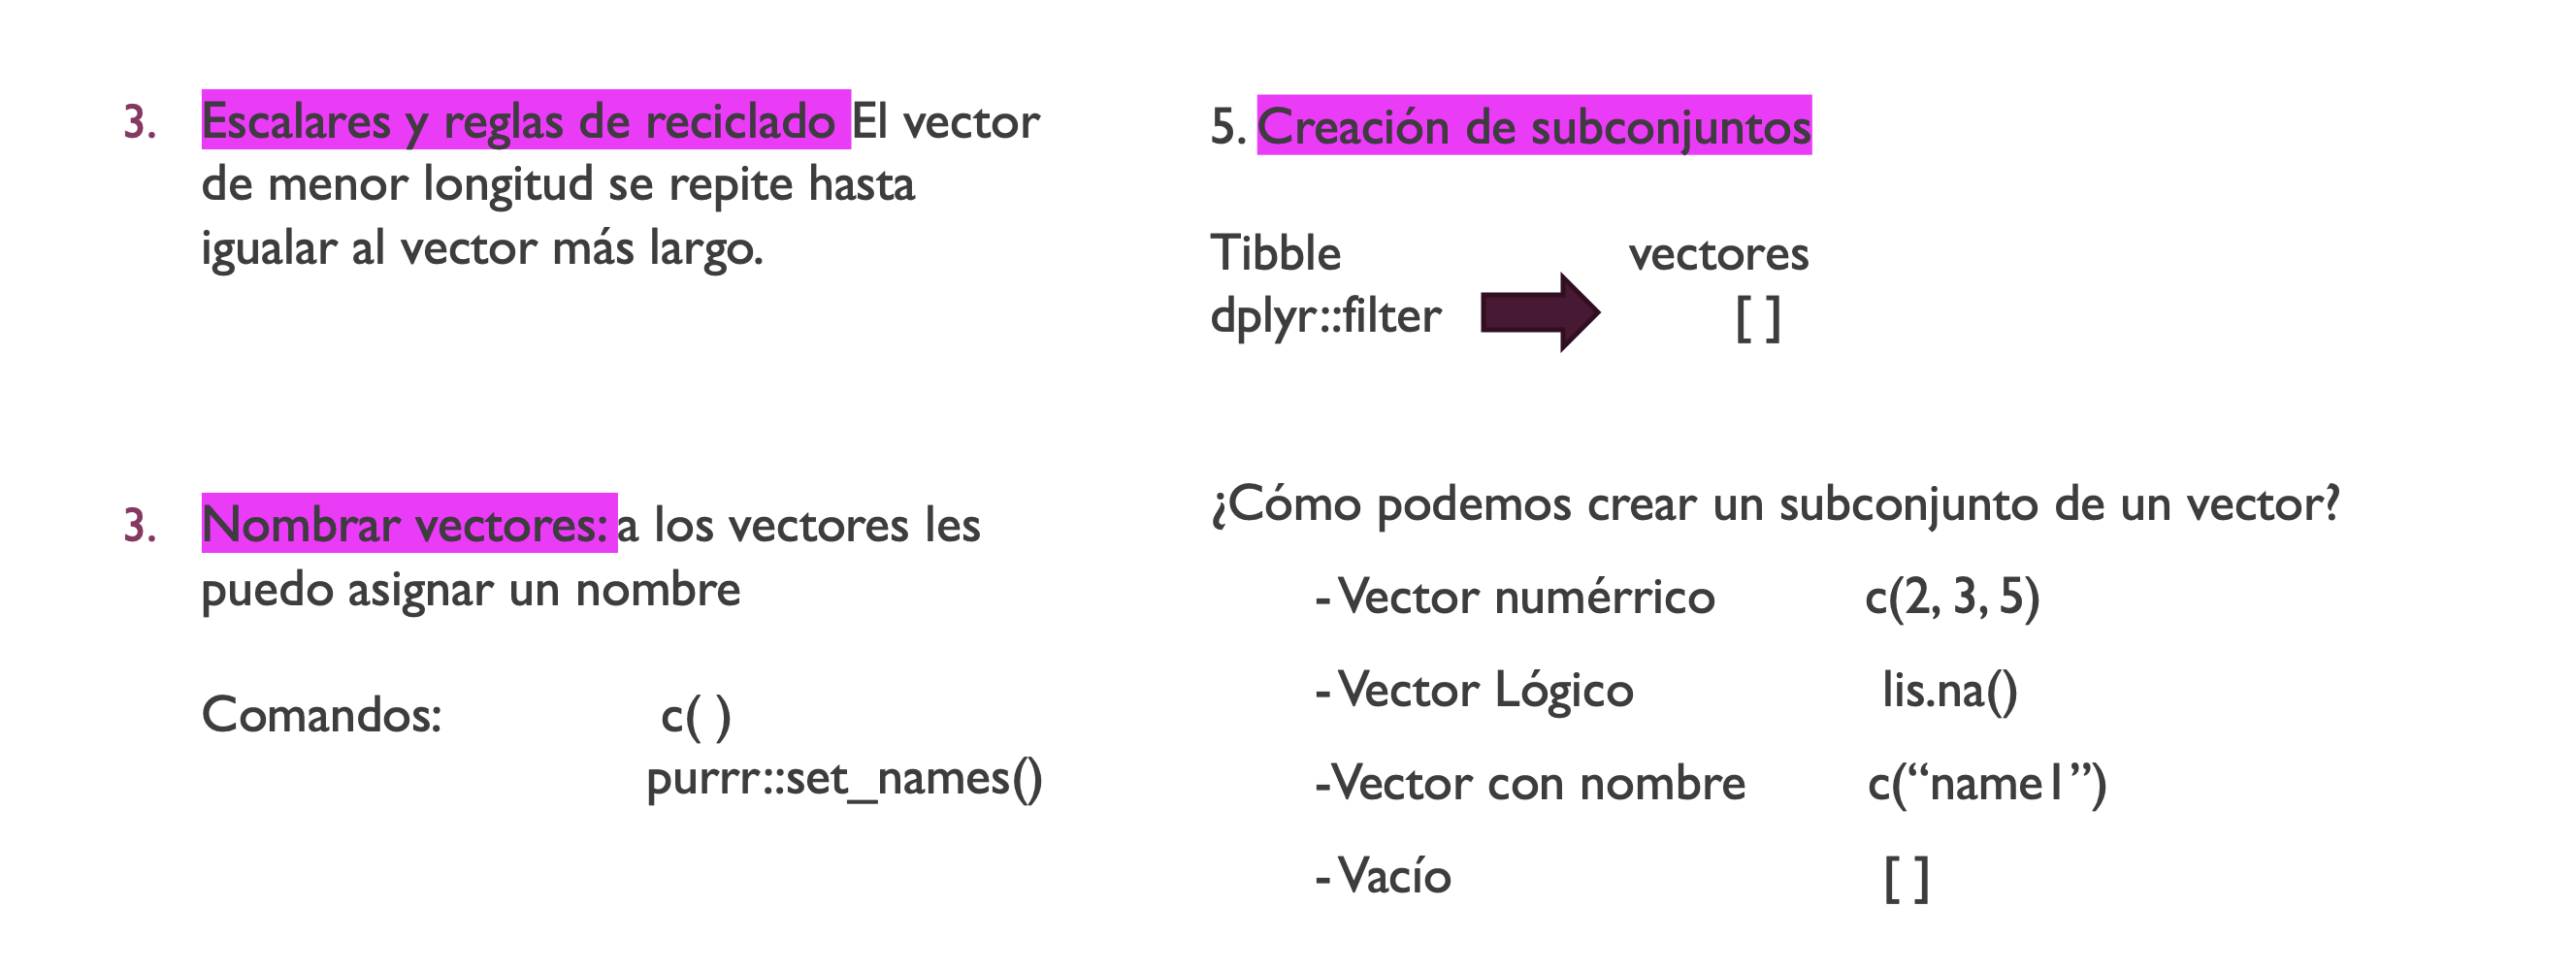 3. Escalares y reglas de reciclado El vector
de menor longitud se repite hasta
igualar al vector más largo.
3. Nombrar vectores: a los vectores les
puedo asignar un nombre
Comandos: c( )
purrr::set_names()
5. Creación de subconjuntos
Tibble vectores
dplyr::filter [ ]
¿Cómo podemos crear un subconjunto de un vector?
- Vector numérrico c(2, 3, 5)
- Vector Lógico lis.na()
-Vector con nombre c(“name1”)
- Vacío [ ]